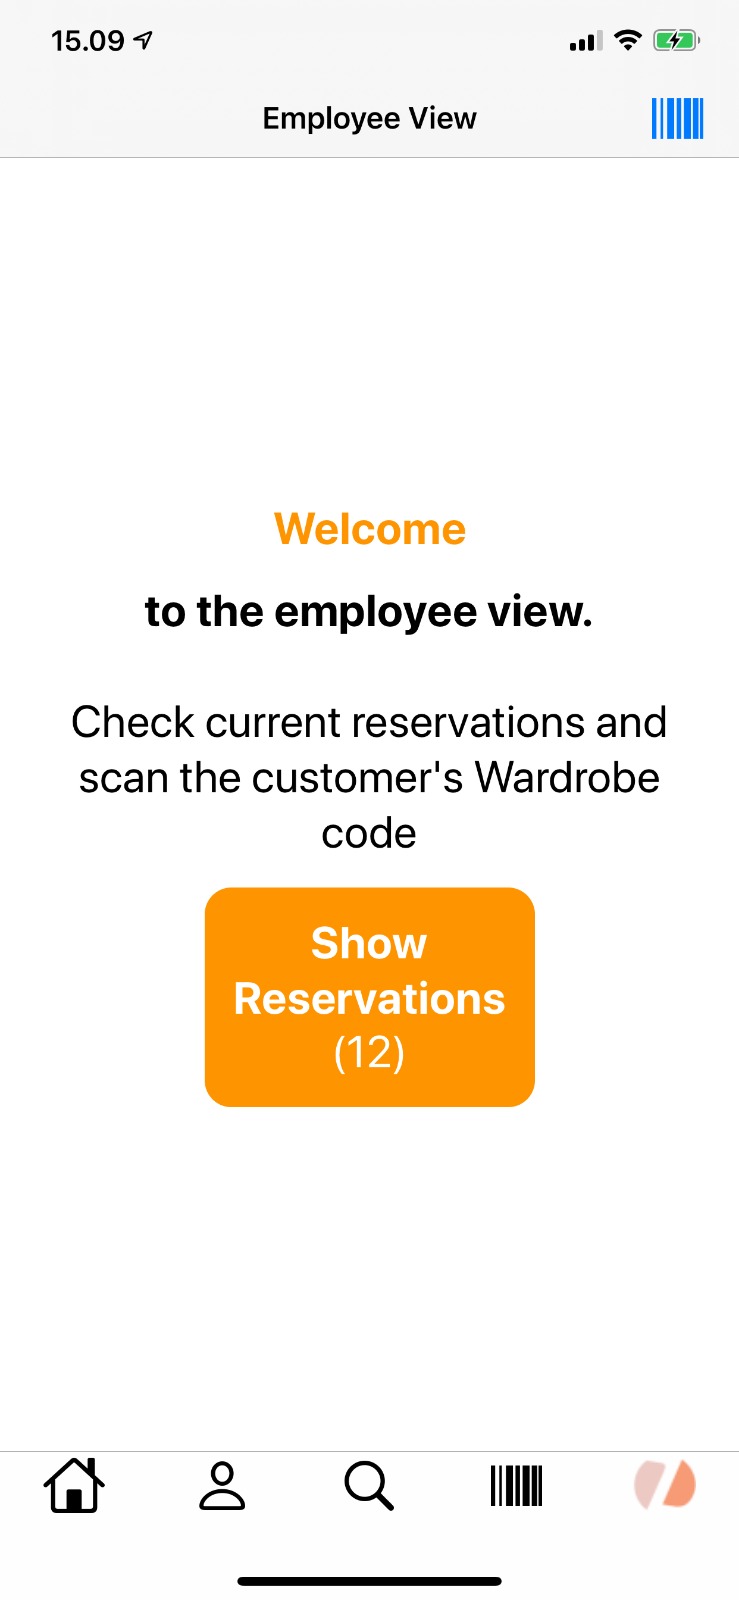 15.09
Employee View
Welcome
to the employee view.
Check current reservations and
scan the customer's Wardrobe
code
Show
Reservations
(12)